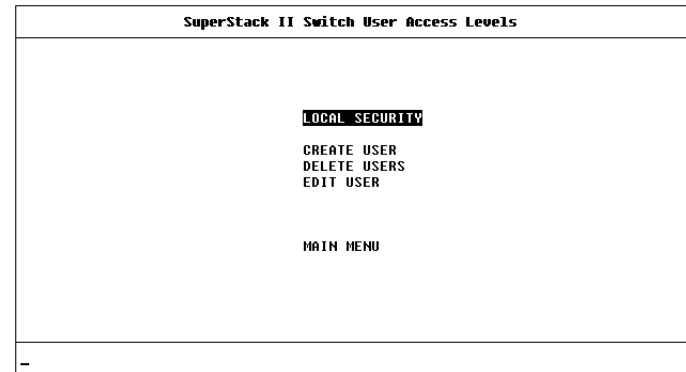 SuperStack II Switch User Access Levels
LOCAL SECURITY
CREATE USER
DELETE USERS
EDIT USER
MAIN MENU